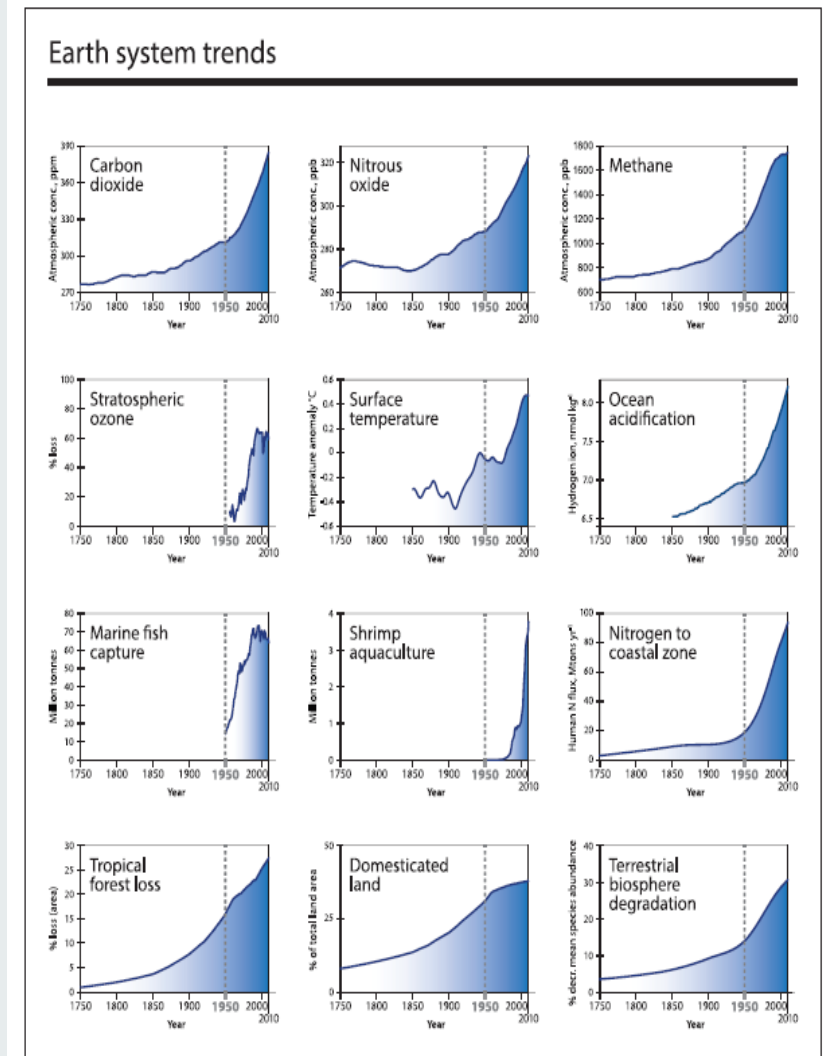 Earth system trends
Carbon
dioxide
Atmospheric conc., ppm
390
360
330
300
270
1750 1800 1850 1900 1950 2000
2010
Year
Nitrous
oxide
Atmospheric conc., ppb
320
300
280
260
1750 1800 1850 1900 1950 2000
2010
Year
Methane
Atmospheric conc., ppb
1800
1600
1400
1200
1000
800
600
1750 1800 1850 1900 1950 2000
2010
Year
Stratospheric
ozone
% loss
100
80
60
40
20
0
1750 1800 1850 1900 1950 2000
2010
Year
Surface
temperature
Temperature anomaly °C
0.6
0.4
0.2
0
-0.2
-0.4
-0.6
1750 1800 1850 1900 1950 2000
2010
Year
Ocean
acidification
Hydrogen ion, nmol kg⁻¹
8.0
7.5
7.0
6.5
1750 1800 1850 1900 1950 2000
2010
Year
Marine fish
capture
Million tonnes
80
70
60
50
40
30
20
10
0
1750 1800 1850 1900 1950 2000
2010
Year
Shrimp
aquaculture
Million tonnes
4
3
2
1
0
1750 1800 1850 1900 1950 2000
2010
Year
Nitrogen to
coastal zone
Human N flux, Mtons yr⁻¹
100
80
60
40
20
0
1750 1800 1850 1900 1950 2000
2010
Year
Tropical
forest loss
% loss (area)
30
25
20
15
10
5
0
1750 1800 1850 1900 1950 2000
2010
Year
Domesticated
land
% of total land area
50
25
0
1750 1800 1850 1900 1950 2000
2010
Year
Terrestrial
biosphere
degradation
% decr. mean species abundance
40
30
20
10
0
1750 1800 1850 1900 1950 2000
2010
Year